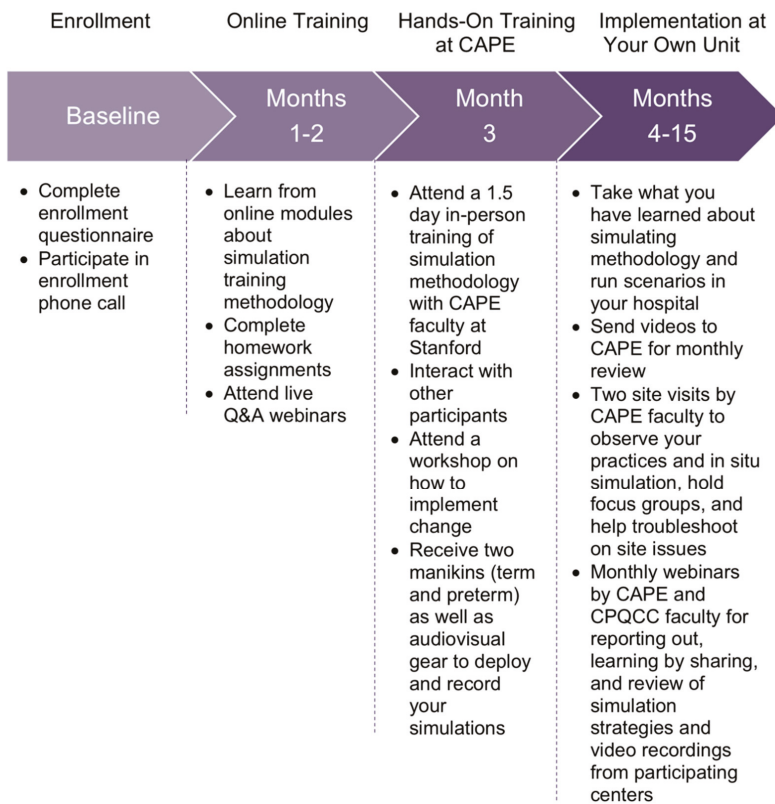 Enrollment
Online Training
Hands-On Training
at CAPE
Implementation at
Your Own Unit
Baseline
Months
1-2
Month
3
Months
4-15
• Complete
enrollment
questionnaire
• Participate in
enrollment
phone call
• Learn from
online modules
about
simulation
training
methodology
• Complete
homework
assignments
• Attend live
Q&A webinars
• Attend a 1.5
day in-person
training of
simulation
methodology
with CAPE
faculty at
Stanford
• Interact with
other
participants
• Attend a
workshop on
how to
implement
change
• Receive two
manikins (term
and preterm)
as well as
audiovisual
gear to deploy
and record
your
simulations
• Take what you
have learned about
simulating
methodology and
run scenarios in
your hospital
• Send videos to
CAPE for monthly
review
• Two site visits by
CAPE faculty to
observe your
practices and in situ
simulation, hold
focus groups, and
help troubleshoot
on site issues
• Monthly webinars
by CAPE and
CPQCC faculty for
reporting out,
learning by sharing,
and review of
simulation
strategies and
video recordings
from participating
centers